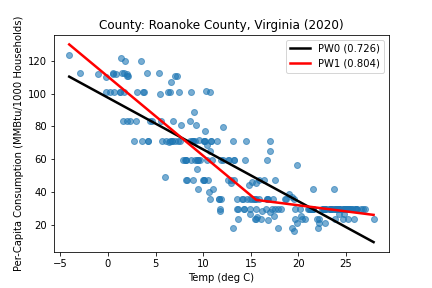 County: Roanoke County, Virginia (2020)
PW0 (0.726)
PW1 (0.804)
Per-Capita Consumption (MMBtu/1000 Households)
120
100
80
60
40
20
−5 0 5 10 15 20 25
Temp (deg C)